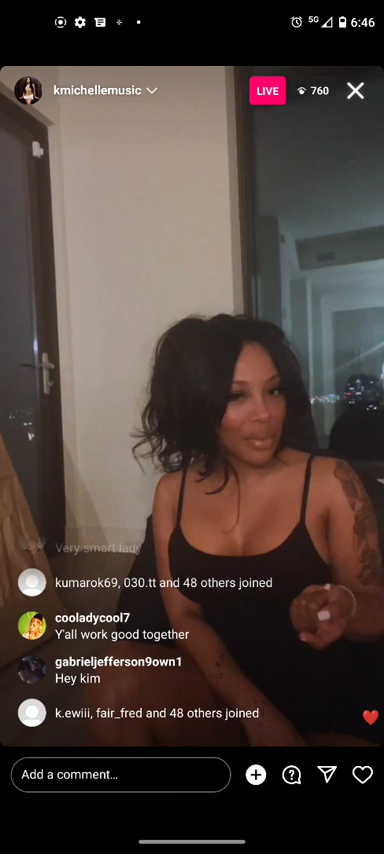 5G 6:46
kmichellemusic LIVE 760
Very smart lady
kumarok69, 030.tt and 48 others joined
cooladycool7
Y'all work good together
gabrieljefferson9own1
Hey kim
k.ewiii, fair_fred and 48 others joined
Add a comment...